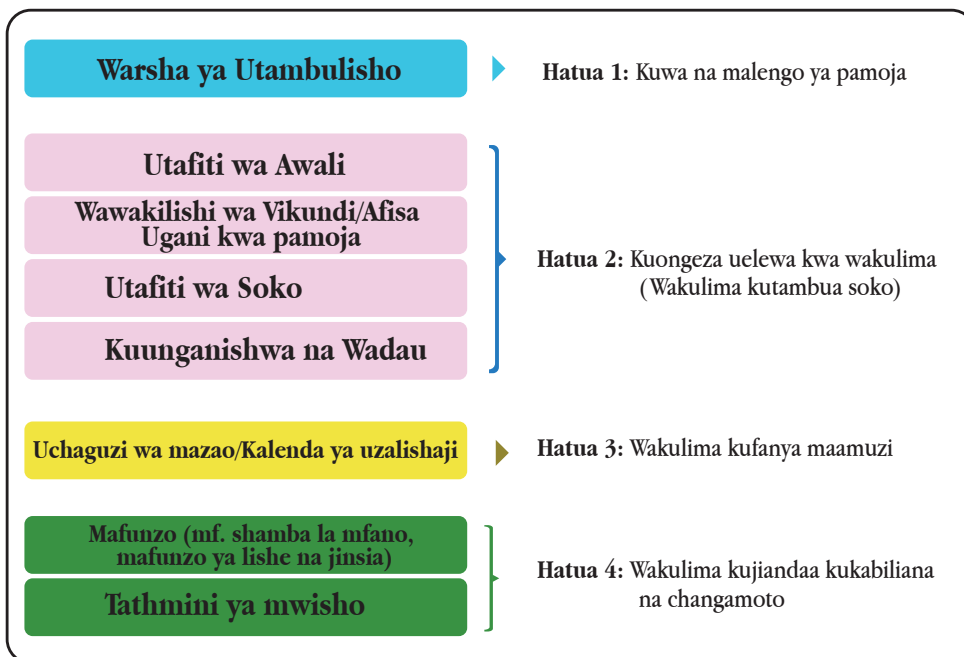 Warsha ya Utambulisho
Hatua 1: Kuwa na malengo ya pamoja
Utafiti wa Awali
Wawakilishi wa Vikundi/Afisa
Ugani kwa pamoja
Utafiti wa Soko
Kuunganishwa na Wadau
Hatua 2: Kuongeza uelewa kwa wakulima
(Wakulima kutambua soko)
Uchaguzi wa mazao/Kalenda ya uzalishaji
Hatua 3: Wakulima kufanya maamuzi
Mafunzo (mf. shamba la mfano,
mafunzo ya lishe na jinsia)
Tathmini ya mwisho
Hatua 4: Wakulima kujiandaa kukabiliana
na changamoto